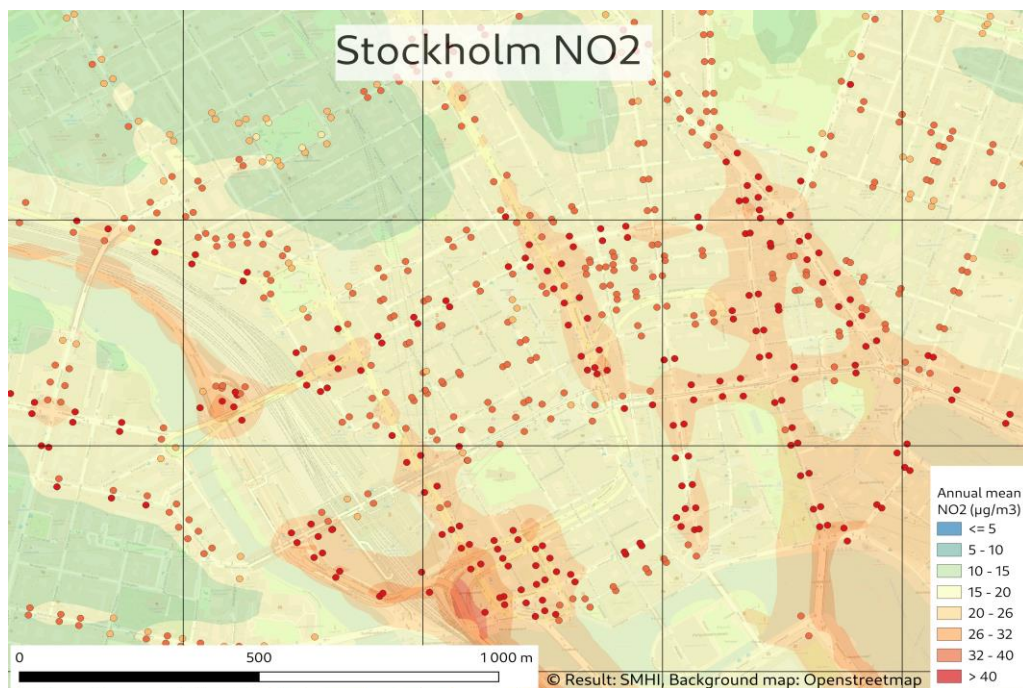 Stockholm NO2
Annual mean
NO2 (µg/m3)
<= 5
5 - 10
10 - 15
15 - 20
20 - 26
26 - 32
32 - 40
> 40
0 500 1 000 m
© Result: SMHI, Background map: Openstreetmap